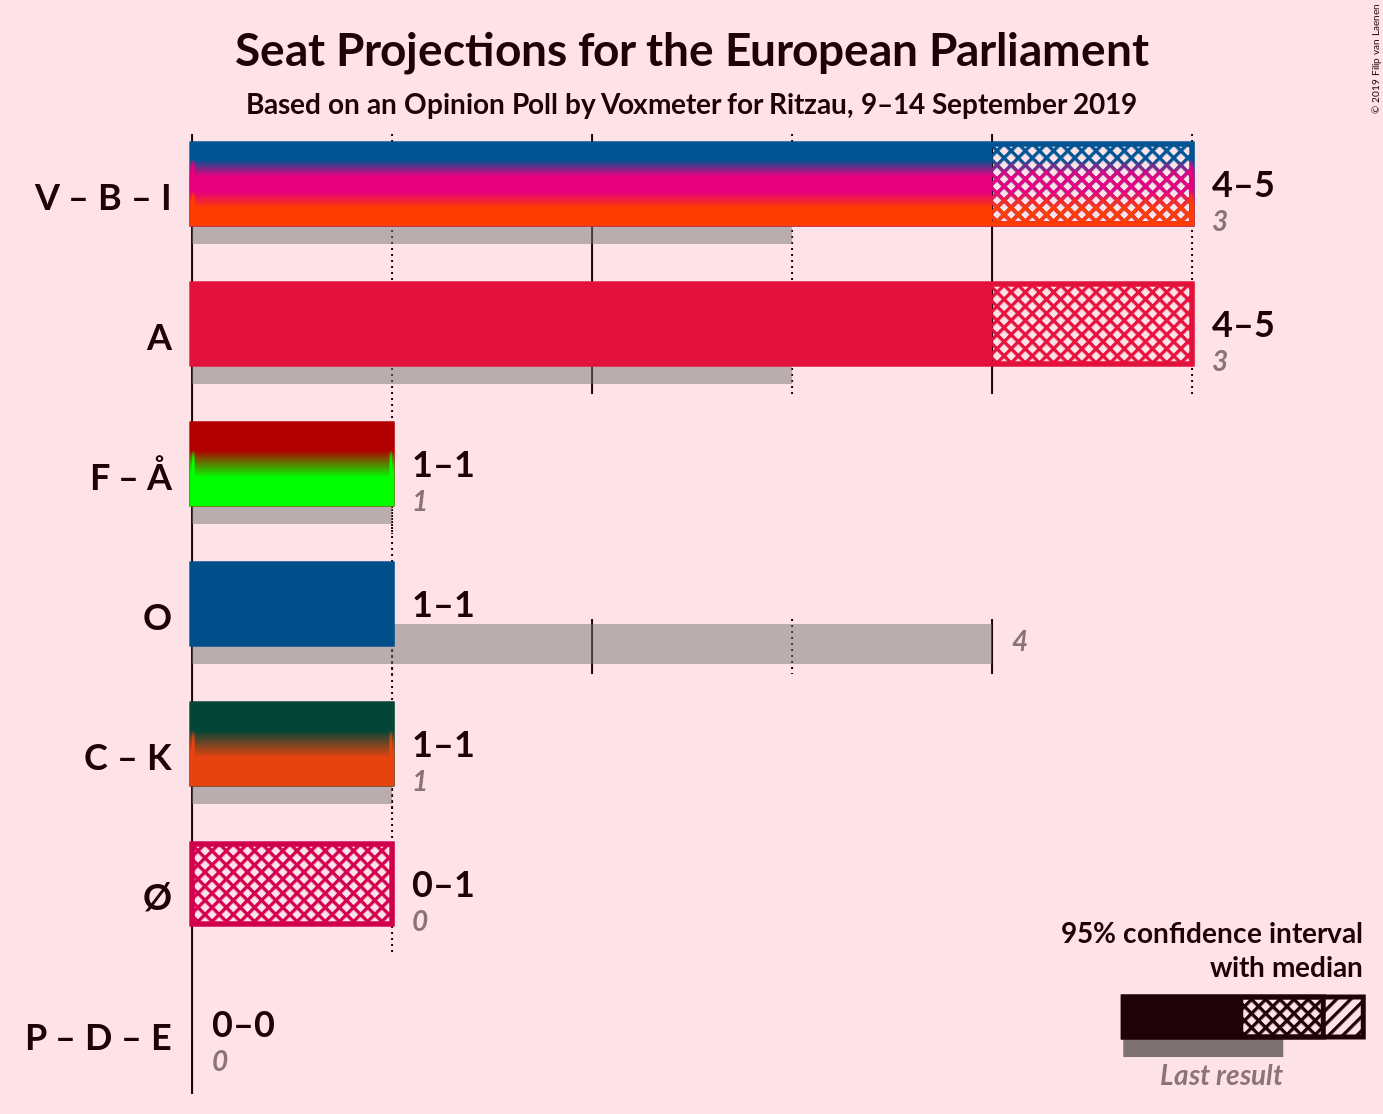 Seat Projections for the European Parliament
Based on an Opinion Poll by Voxmeter for Ritzau, 9–14 September 2019
© 2019 Filip van Laenen
V – B – I
4–5
3
A
4–5
3
F – Å
1–1
1
O
1–1
4
C – K
1–1
1
Ø
0–1
0
P – D – E
0–0
0
95% confidence interval
with median
Last result